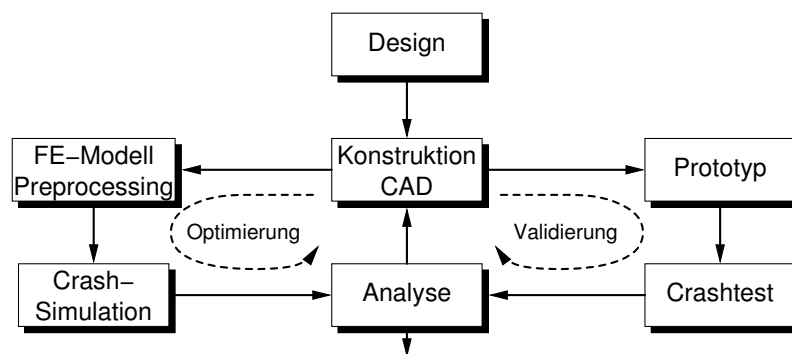 Design
FE−Modell
Preprocessing
Konstruktion
CAD
Prototyp
Optimierung
Validierung
Crash−
Simulation
Analyse
Crashtest